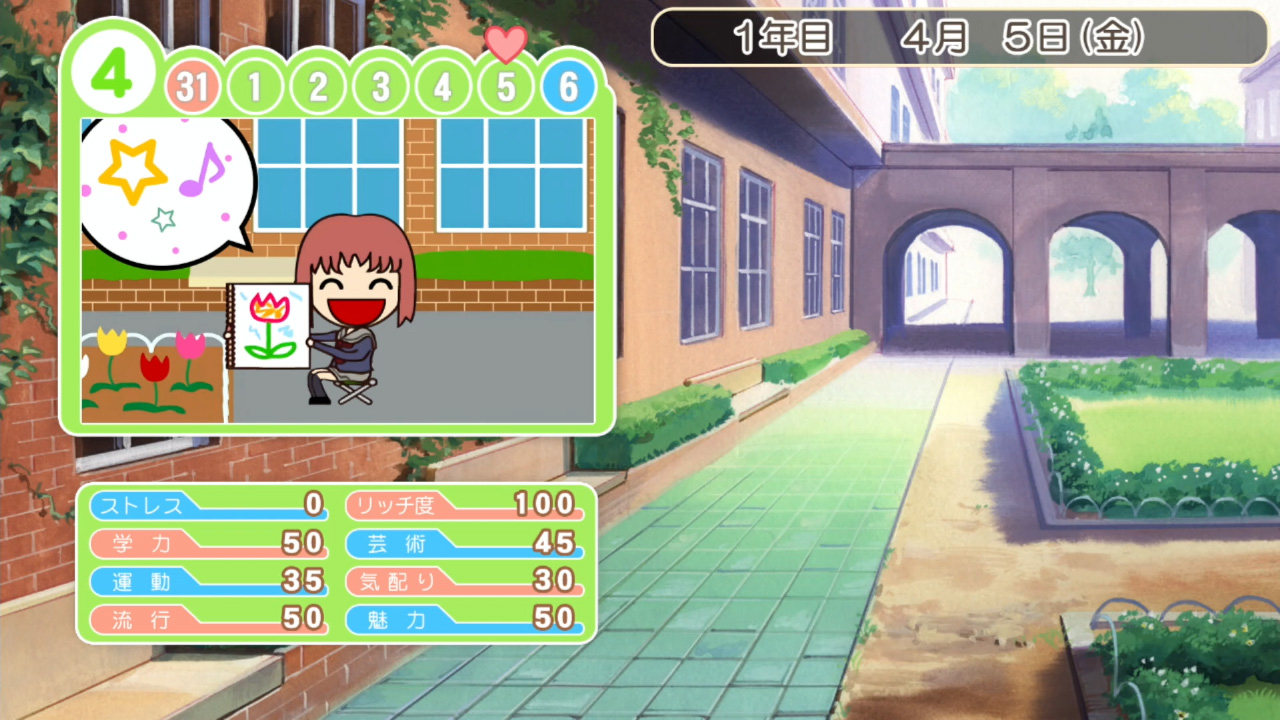 1年目 4月 5日(金)
4
31 1 2 3 4 5 6
ストレス 0 リッチ度 100
学力 50 芸術 45
運動 35 気配り 30
流行 50 魅力 50